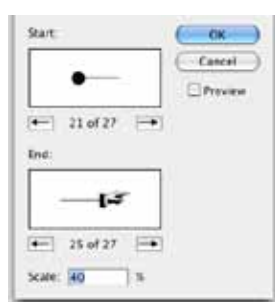 Start:
OK
Cancel
Preview
21 of 27
End:
25 of 27
Scale: 40 %